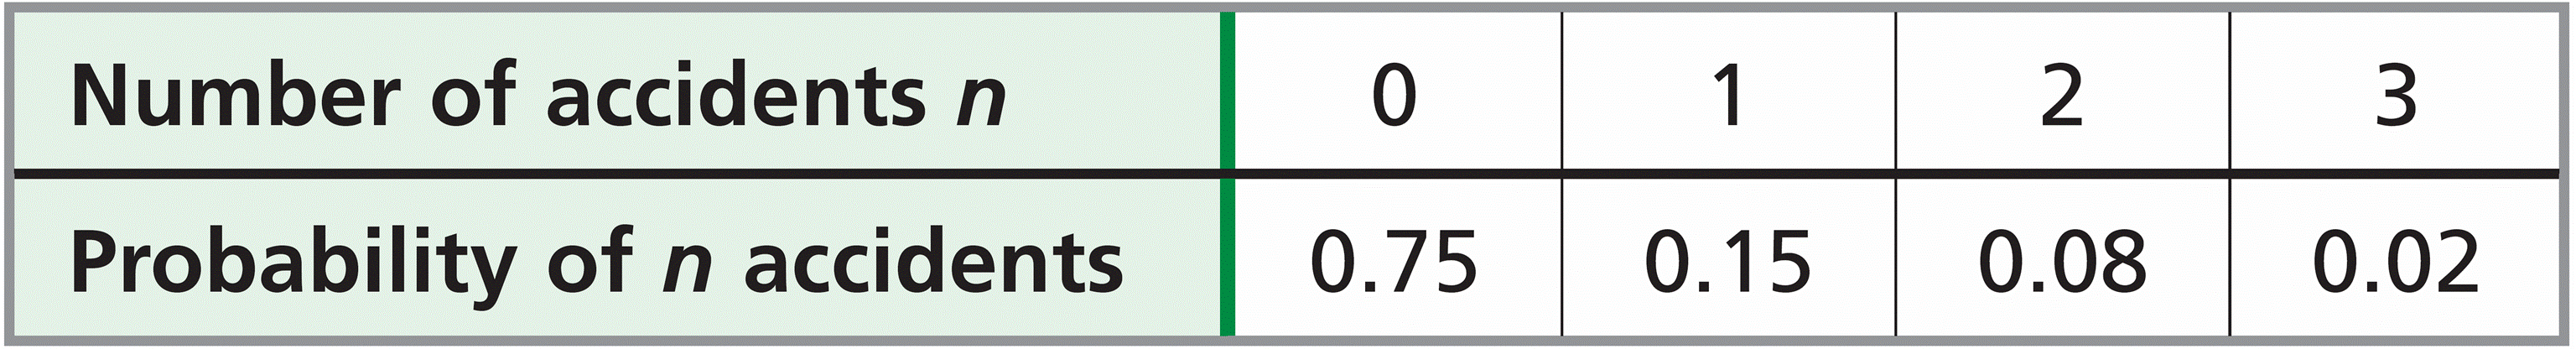 Number of accidents n 0 1 2 3
Probability of n accidents 0.75 0.15 0.08 0.02